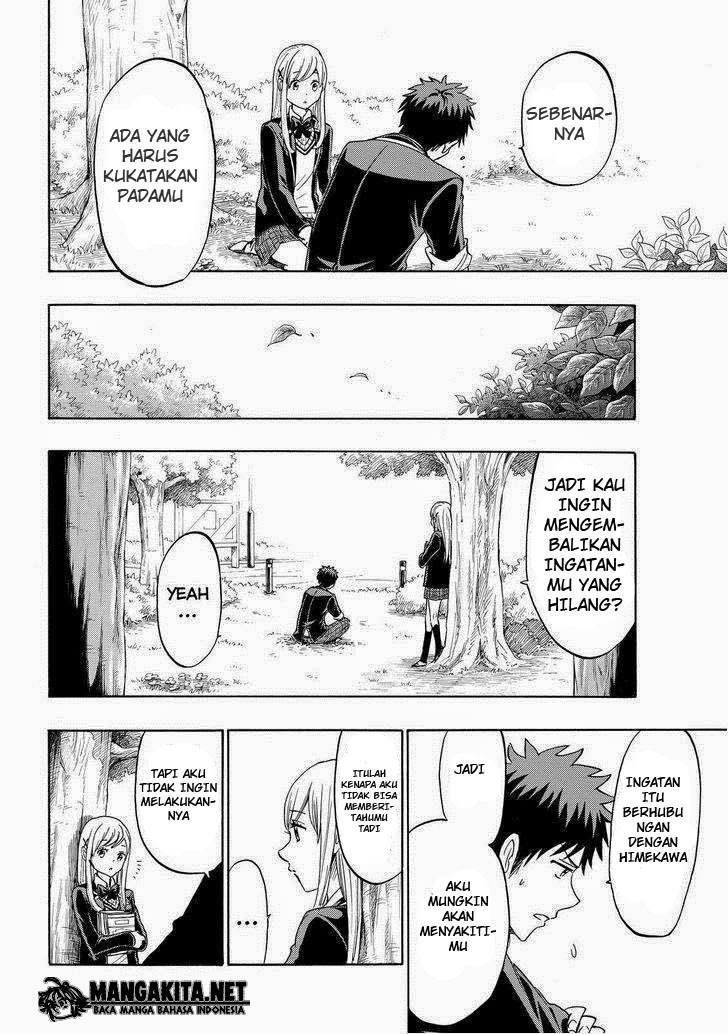 SEBENAR-
NYA
ADA YANG
HARUS
KUKATAKAN
PADAMU
JADI KAU
INGIN
MENGEM-
BALIKAN
INGATAN-
MU YANG
HILANG?
YEAH
...
INGATAN
ITU
BERHUBU
NGAN
DENGAN
HIMEKAWA
JADI
AKU
MUNGKIN
AKAN
MENYAKITI-
MU
ITULAH
KENAPA AKU
TIDAK BISA
MEMBERI-
TAHUMU
TADI
...
TAPI AKU
TIDAK INGIN
MELAKUKAN-
NYA
MANGAKITA.NET
BACA MANGA BAHASA INDONESIA